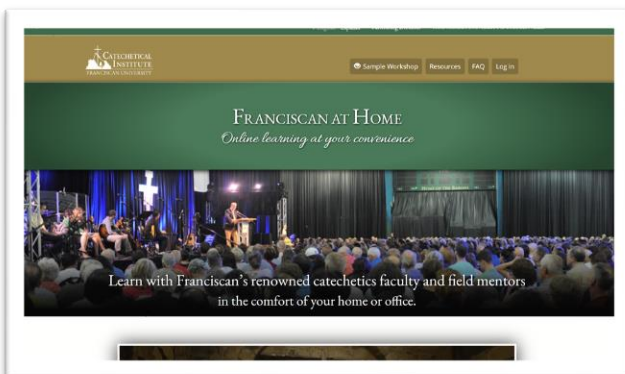 CATECHETICAL
INSTITUTE
FRANCISCAN UNIVERSITY
Sample Workshop Resources FAQ Log In
FRANCISCAN AT HOME
Online learning at your convenience
Learn with Franciscan's renowned catechetics faculty and field mentors
in the comfort of your home or office.